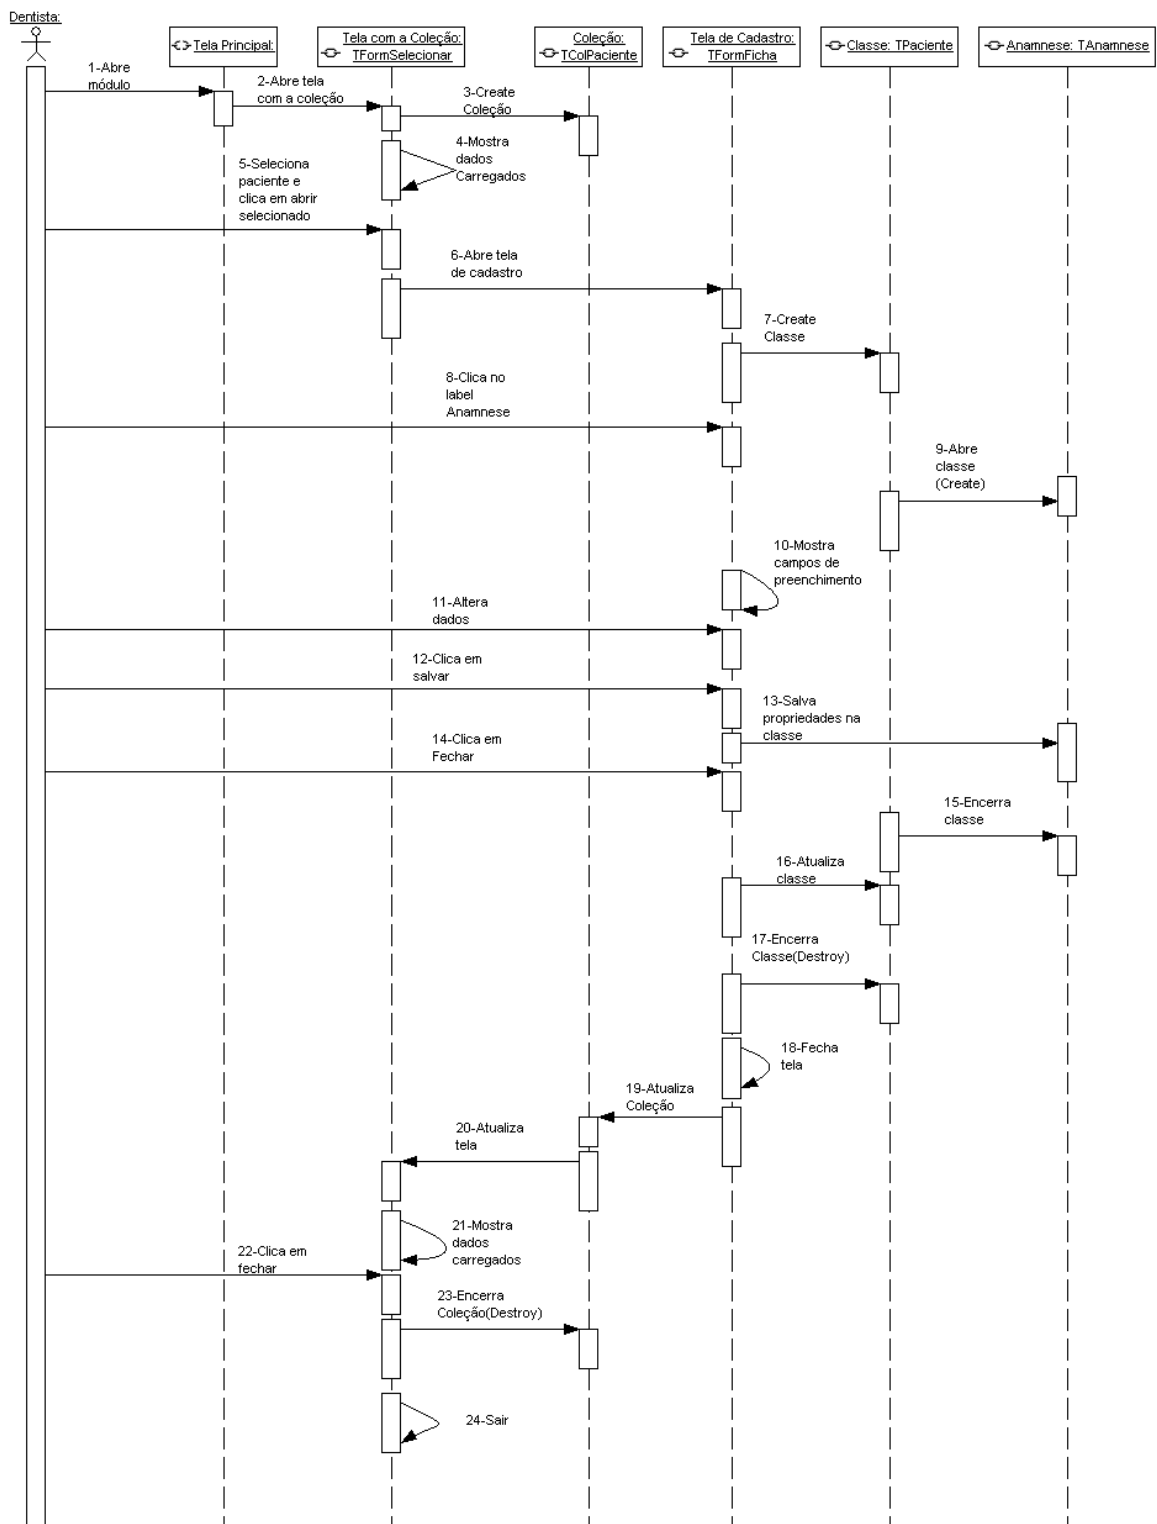 Dentista:
Tela Principal:
Tela com a Coleção:
TFormSelecionar
Coleção:
TColPaciente
Tela de Cadastro:
TFormFicha
Classe: TPaciente
Anamnese: TAnamnese
1-Abre
módulo
2-Abre tela
com a coleção
3-Create
Coleção
4-Mostra
dados
Carregados
5-Seleciona
paciente e
clica em abrir
selecionado
6-Abre tela
de cadastro
7-Create
Classe
8-Clica no
label
Anamnese
9-Abre
classe
(Create)
10-Mostra
campos de
preenchimento
11-Altera
dados
12-Clica em
salvar
13-Salva
propriedades na
classe
14-Clica em
Fechar
15-Encerra
classe
16-Atualiza
classe
17-Encerra
Classe(Destroy)
18-Fecha
tela
19-Atualiza
Coleção
20-Atualiza
tela
21-Mostra
dados
carregados
22-Clica em
fechar
23-Encerra
Coleção(Destroy)
24-Sair